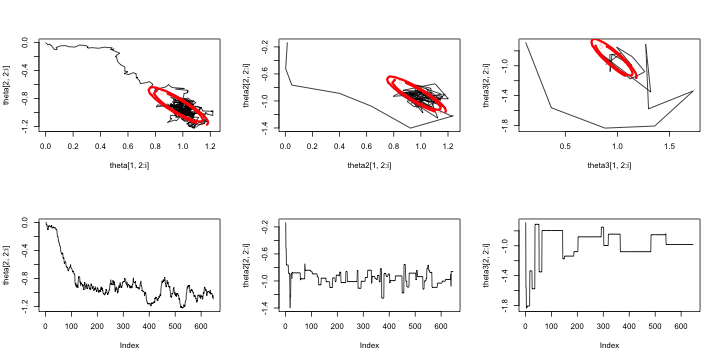 theta[2, 2:i]
0.0
-0.4
-0.8
-1.2
0.0 0.2 0.4 0.6 0.8 1.0 1.2
theta[1, 2:i]
theta2[2, 2:i]
-0.2
-0.6
-1.0
-1.4
0.0 0.2 0.4 0.6 0.8 1.0 1.2
theta2[1, 2:i]
theta3[2, 2:i]
-1.0
-1.4
-1.8
0.5 1.0 1.5
theta3[1, 2:i]
theta[2, 2:i]
0.0
-0.4
-0.8
-1.2
0 100 200 300 400 500 600
Index
theta2[2, 2:i]
-0.2
-0.6
-1.0
-1.4
0 100 200 300 400 500 600
Index
theta3[2, 2:i]
-1.0
-1.4
-1.8
0 100 200 300 400 500 600
Index